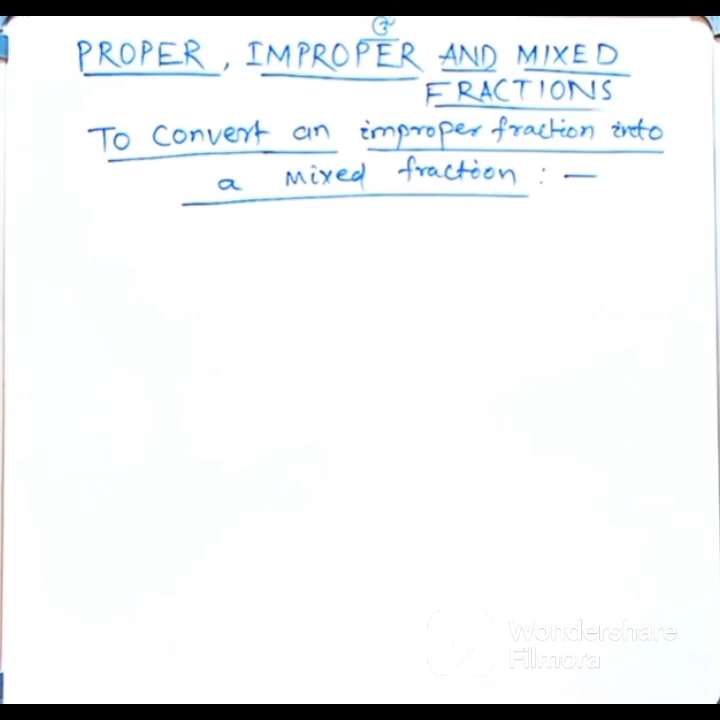 PROPER, IMPROPER AND MIXED
FRACTIONS
To Convert an improper fraction into
a mixed fraction : —
Wondershare
Filmora